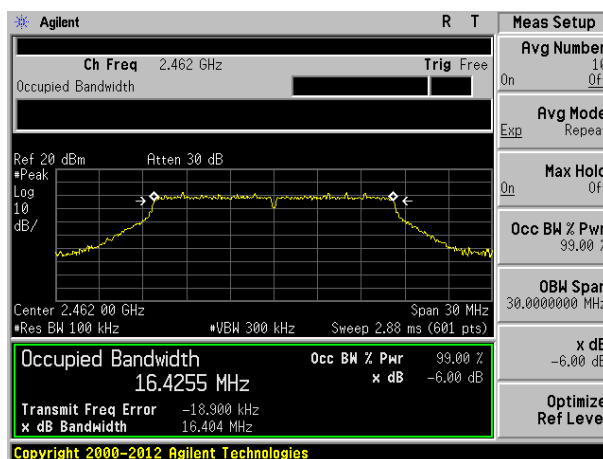 Agilent R T
Meas Setup
Ch Freq 2.462 GHz Trig Free
Occupied Bandwidth
Avg Number
10
On Off
Avg Mode
Exp Repeat
Max Hold
On Off
Occ BW % Pwr
99.00 %
OBW Span
30.0000000 MHz
x dB
-6.00 dB
Optimize
Ref Level
Ref 20 dBm Atten 30 dB
#Peak
Log
10
dB/
Center 2.462 00 GHz Span 30 MHz
#Res BW 100 kHz #VBW 300 kHz Sweep 2.88 ms (601 pts)
Occupied Bandwidth Occ BW % Pwr 99.00 %
16.4255 MHz x dB -6.00 dB
Transmit Freq Error -18.900 kHz
x dB Bandwidth 16.404 MHz
Copyright 2000-2012 Agilent Technologies